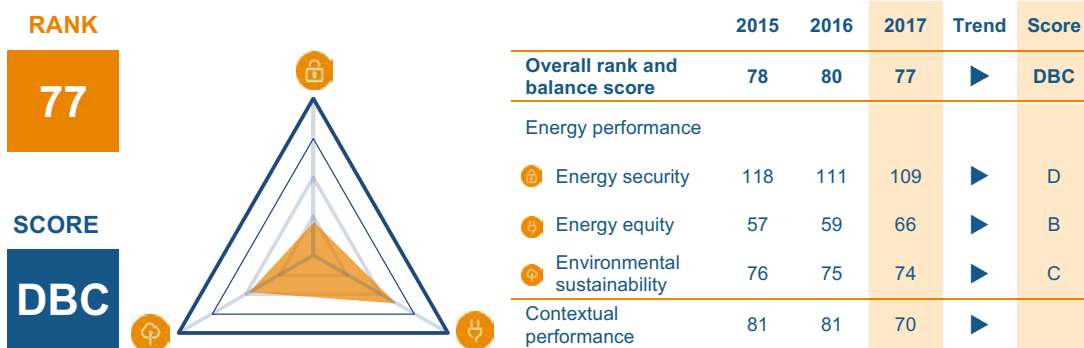 RANK
77
SCORE
DBC
2015 2016 2017 Trend Score
Overall rank and
balance score 78 80 77 DBC
Energy performance
Energy security 118 111 109 D
Energy equity 57 59 66 B
Environmental
sustainability 76 75 74 C
Contextual
performance 81 81 70